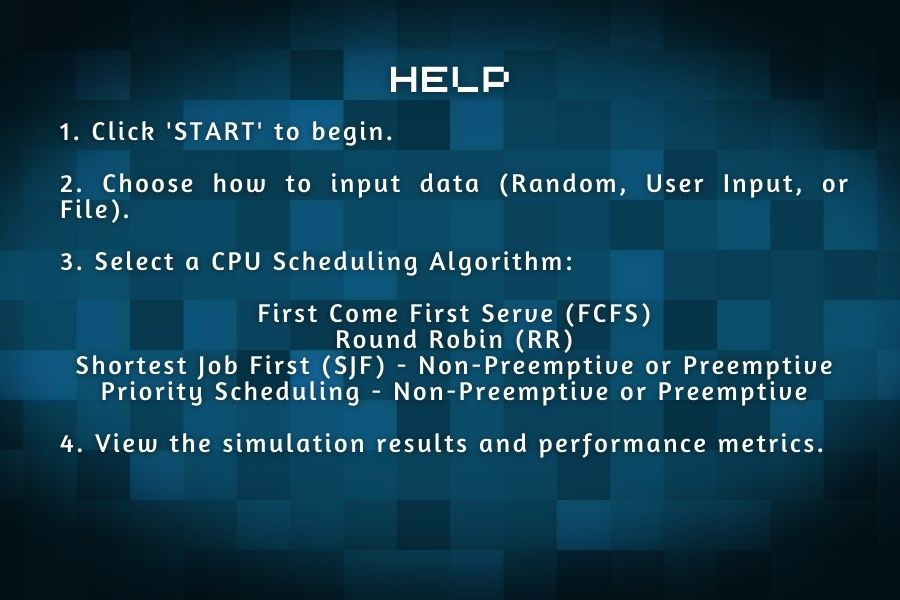 HELP
1. Click 'START' to begin.
2. Choose how to input data (Random, User Input, or
File).
3. Select a CPU Scheduling Algorithm:
First Come First Serve (FCFS)
Round Robin (RR)
Shortest Job First (SJF) - Non-Preemptive or Preemptive
Priority Scheduling - Non-Preemptive or Preemptive
4. View the simulation results and performance metrics.